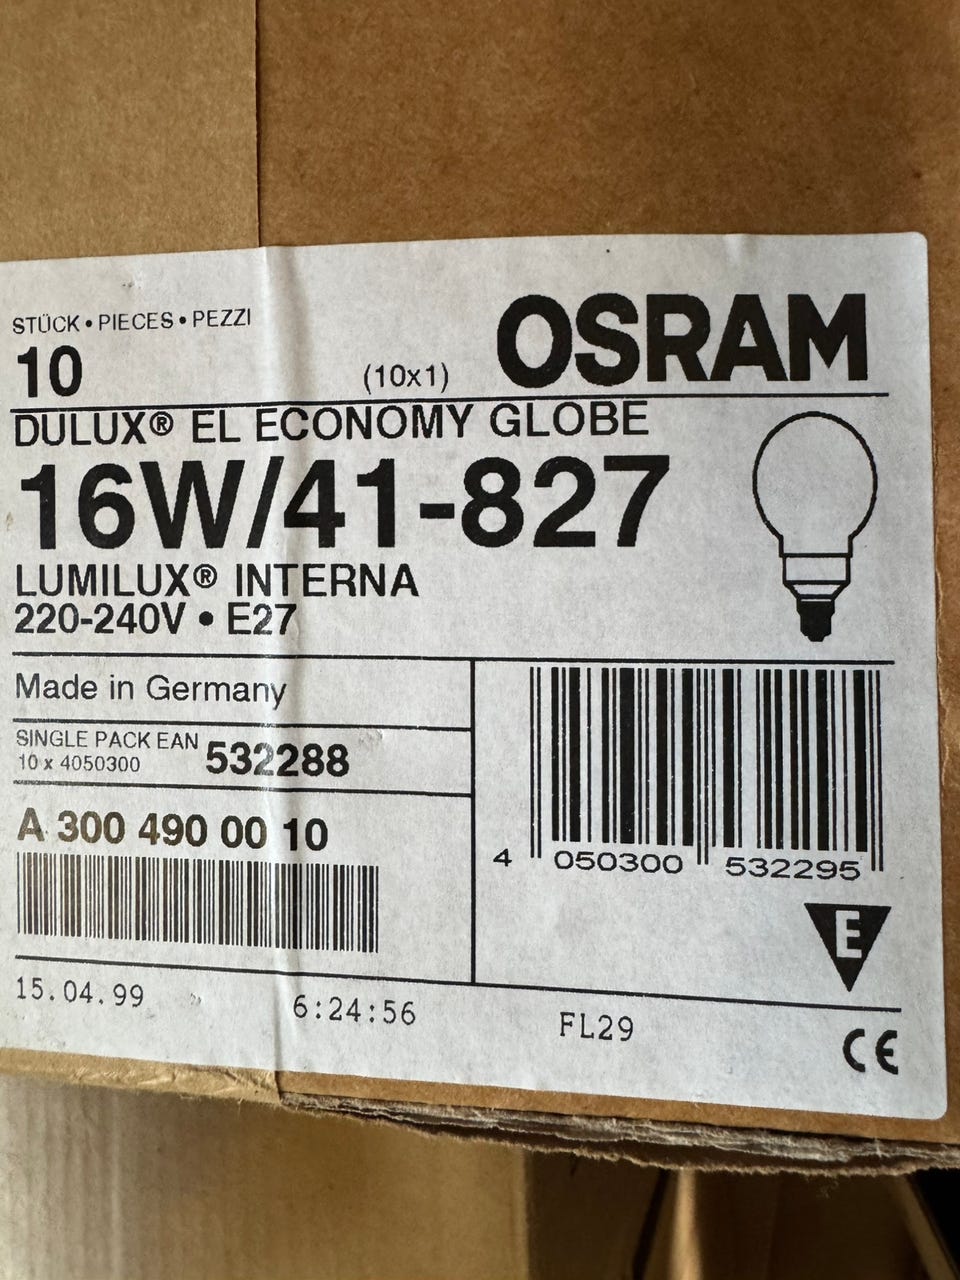 STÜCK • PIECES • PEZZI
10
(10x1)
OSRAM
DULUX® EL ECONOMY GLOBE
16W/41-827
LUMILUX® INTERNA
220-240V • E27
Made in Germany
SINGLE PACK EAN
10 x 4050300 532288
A 300 490 00 10
4 050300 532295
E
15.04.99 6:24:56 FL29
CE